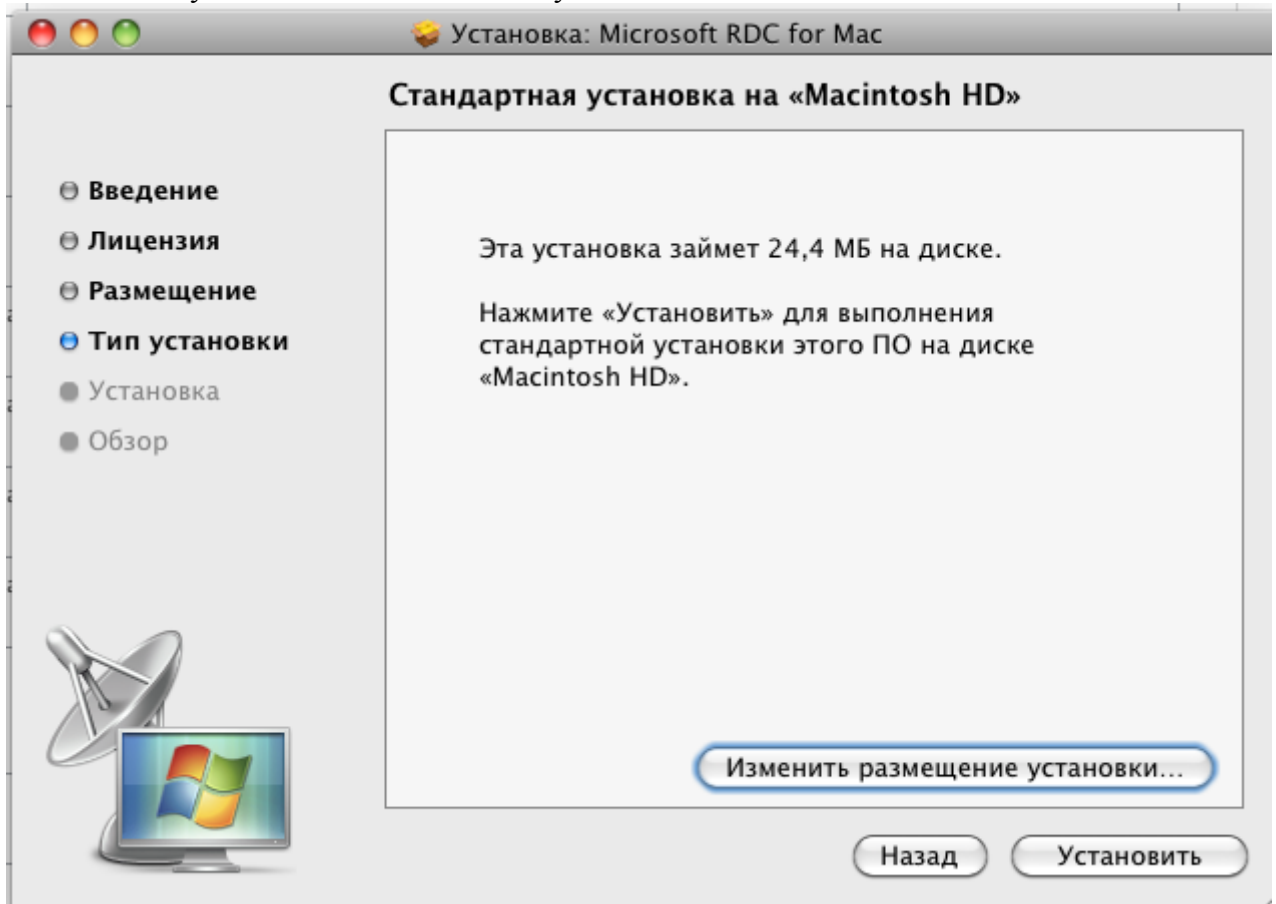 Установка: Microsoft RDC for Mac
Стандартная установка на «Macintosh HD»
Введение
Лицензия
Размещение
Тип установки
Установка
Обзор
Эта установка займет 24,4 МБ на диске.
Нажмите «Установить» для выполнения
стандартной установки этого ПО на диске
«Macintosh HD».
Изменить размещение установки...
Назад
Установить